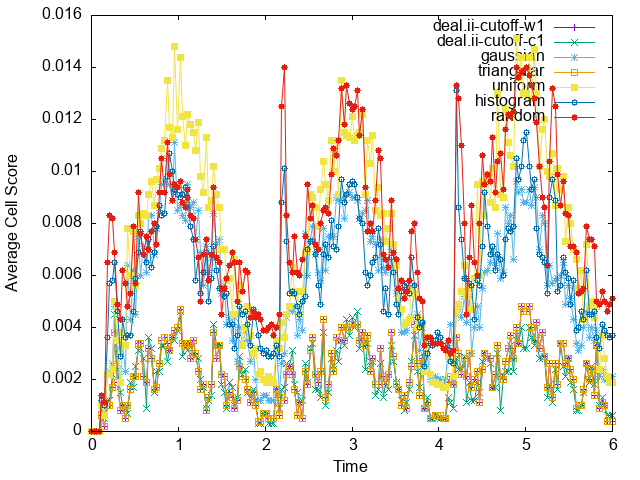 0.016
0.014
0.012
0.01
0.008
0.006
0.004
0.002
0
0 1 2 3 4 5 6
Average Cell Score
Time
deal.ii-cutoff-w1
deal.ii-cutoff-c1
gaussian
triangular
uniform
histogram
random